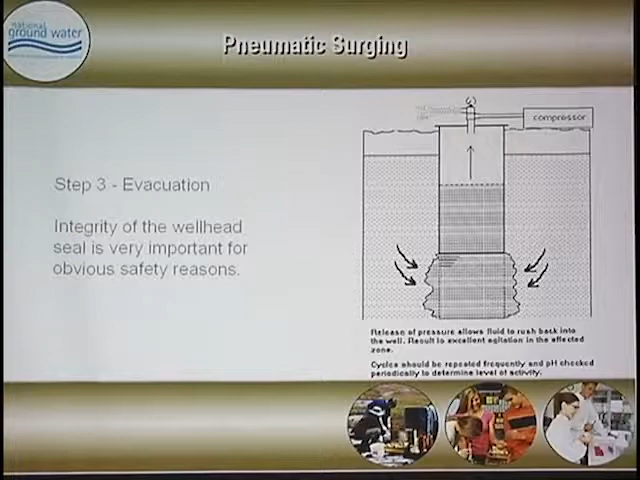 national
ground water
Pneumatic Surging
compressor
Step 3 - Evacuation
Integrity of the wellhead
seal is very important for
obvious safety reasons.
Release of pressure allows fluid to rush back into
the well. Result is excellent agitation in the affected
zone.
Cycles should be repeated frequently and pH checked
periodically to determine level of activity.